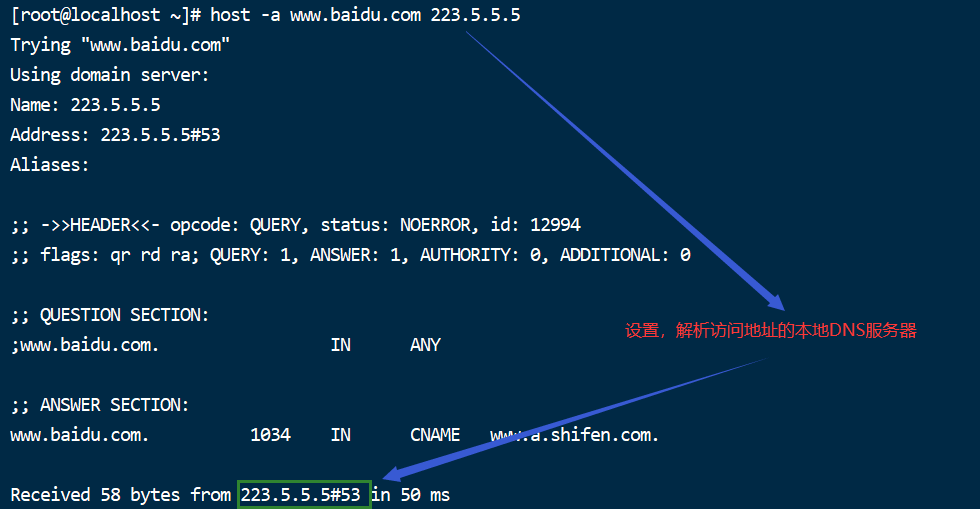 [root@localhost ~]# host -a www.baidu.com 223.5.5.5
Trying "www.baidu.com"
Using domain server:
Name: 223.5.5.5
Address: 223.5.5.5#53
Aliases:
;; ->>HEADER<<- opcode: QUERY, status: NOERROR, id: 12994
;; flags: qr rd ra; QUERY: 1, ANSWER: 1, AUTHORITY: 0, ADDITIONAL: 0
;; QUESTION SECTION:
设置，解析访问地址的本地DNS服务器
;www.baidu.com. IN ANY
;; ANSWER SECTION:
www.baidu.com. 1034 IN CNAME www.a.shifen.com.
Received 58 bytes from 223.5.5.5#53 in 50 ms